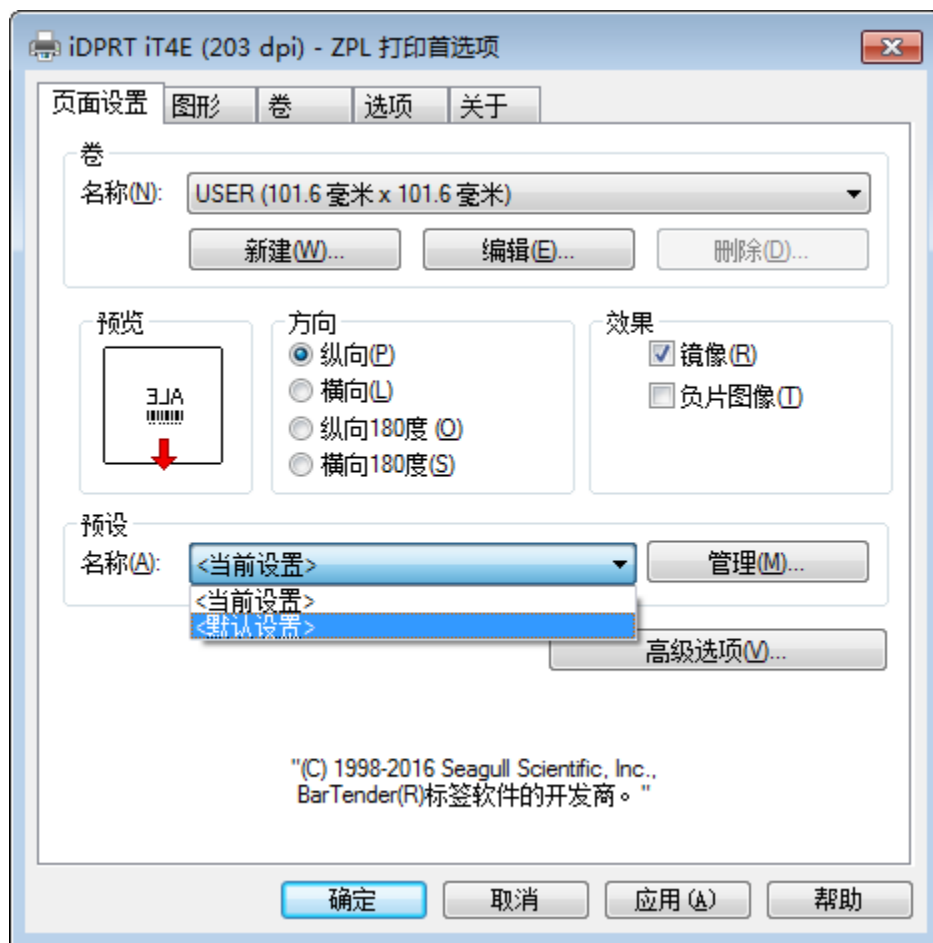 iDPRT iT4E (203 dpi) - ZPL 打印首选项
页面设置 图形 卷 选项 关于
卷
名称(N): USER (101.6 毫米 x 101.6 毫米)
新建(W)... 编辑(E)... 删除(D)...
预览 方向 效果
ALE
纵向(P)
横向(L)
纵向180度 (O)
横向180度(S)
镜像(R)
负片图像(T)
预设
名称(A): <当前设置> 管理(M)...
<当前设置>
<默认设置>
高级选项(V)...
"(C) 1998-2016 Seagull Scientific, Inc.,
BarTender(R)标签软件的开发商。"
确定 取消 应用 (A) 帮助